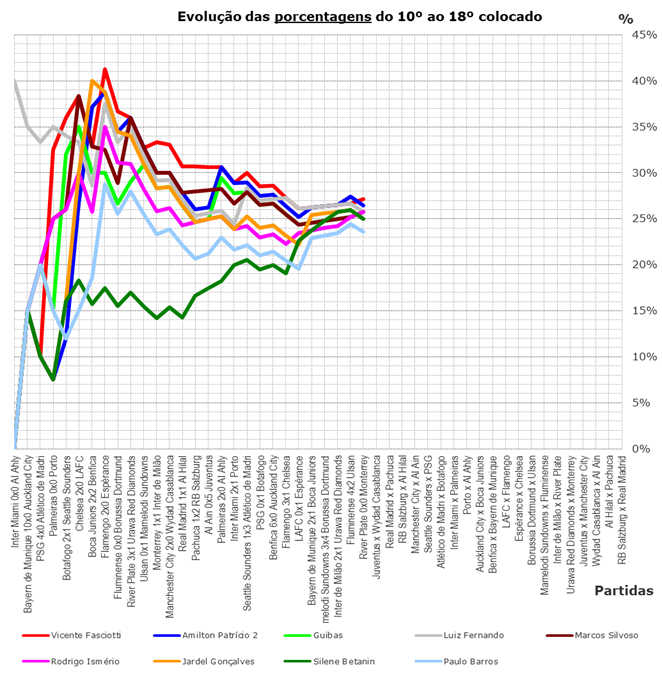 Evolução das porcentagens do 10º ao 18º colocado
%
45%
40%
35%
30%
25%
20%
15%
10%
5%
0%
Inter Miami 0x0 Al Ahly
Bayern de Munique 10x0 Auckland City
PSG 4x0 Atlético de Madri
Palmeiras 0x0 Porto
Botafogo 2x1 Seattle Sounders
Chelsea 2x0 LAFC
Boca Juniors 2x2 Benfica
Flamengo 2x0 Espérance
Fluminense 0x0 Borussia Dortmund
River Plate 3x1 Urawa Red Diamonds
Ulsan 0x1 Mamelodi Sundowns
Monterrey 1x1 Inter de Milão
Manchester City 2x0 Wydad Casablanca
Real Madrid 1x1 Al Hilal
Pachuca 1x2 RB Salzburg
Al Ain 0x5 Juventus
Palmeiras 2x0 Al Ahly
Inter Miami 2x1 Porto
Seattle Sounders 1x3 Atlético de Madri
PSG 0x1 Botafogo
Benfica 6x0 Auckland City
Flamengo 3x1 Chelsea
LAFC 0x1 Espérance
Bayern de Munique 2x1 Boca Juniors
melodi Sundowns 3x4 Borussia Dortmund
Inter de Milão 2x1 Urawa Red Diamonds
Fluminense 4x2 Ulsan
River Plate 0x0 Monterrey
Juventus x Wydad Casablanca
Real Madrid x Pachuca
RB Salzburg x Al Hilal
Manchester City x Al Ain
Seattle Sounders x PSG
Atlético de Madri x Botafogo
Inter Miami x Palmeiras
Porto x Al Ahly
Auckland City x Boca Juniors
Benfica x Bayern de Munique
LAFC x Flamengo
Espérance x Chelsea
Borussia Dortmund x Ulsan
Mamelodi Sundowns x Fluminense
Inter de Milão x River Plate
Urawa Red Diamonds x Monterrey
Juventus x Manchester City
Wydad Casablanca x Al Ain
Al Hilal x Pachuca
RB Salzburg x Real Madrid
Partidas
Vicente Fasciotti
Amilton Patrício 2
Guibas
Luiz Fernando
Marcos Silvoso
Rodrigo Ismério
Jardel Gonçalves
Silene Betanin
Paulo Barros